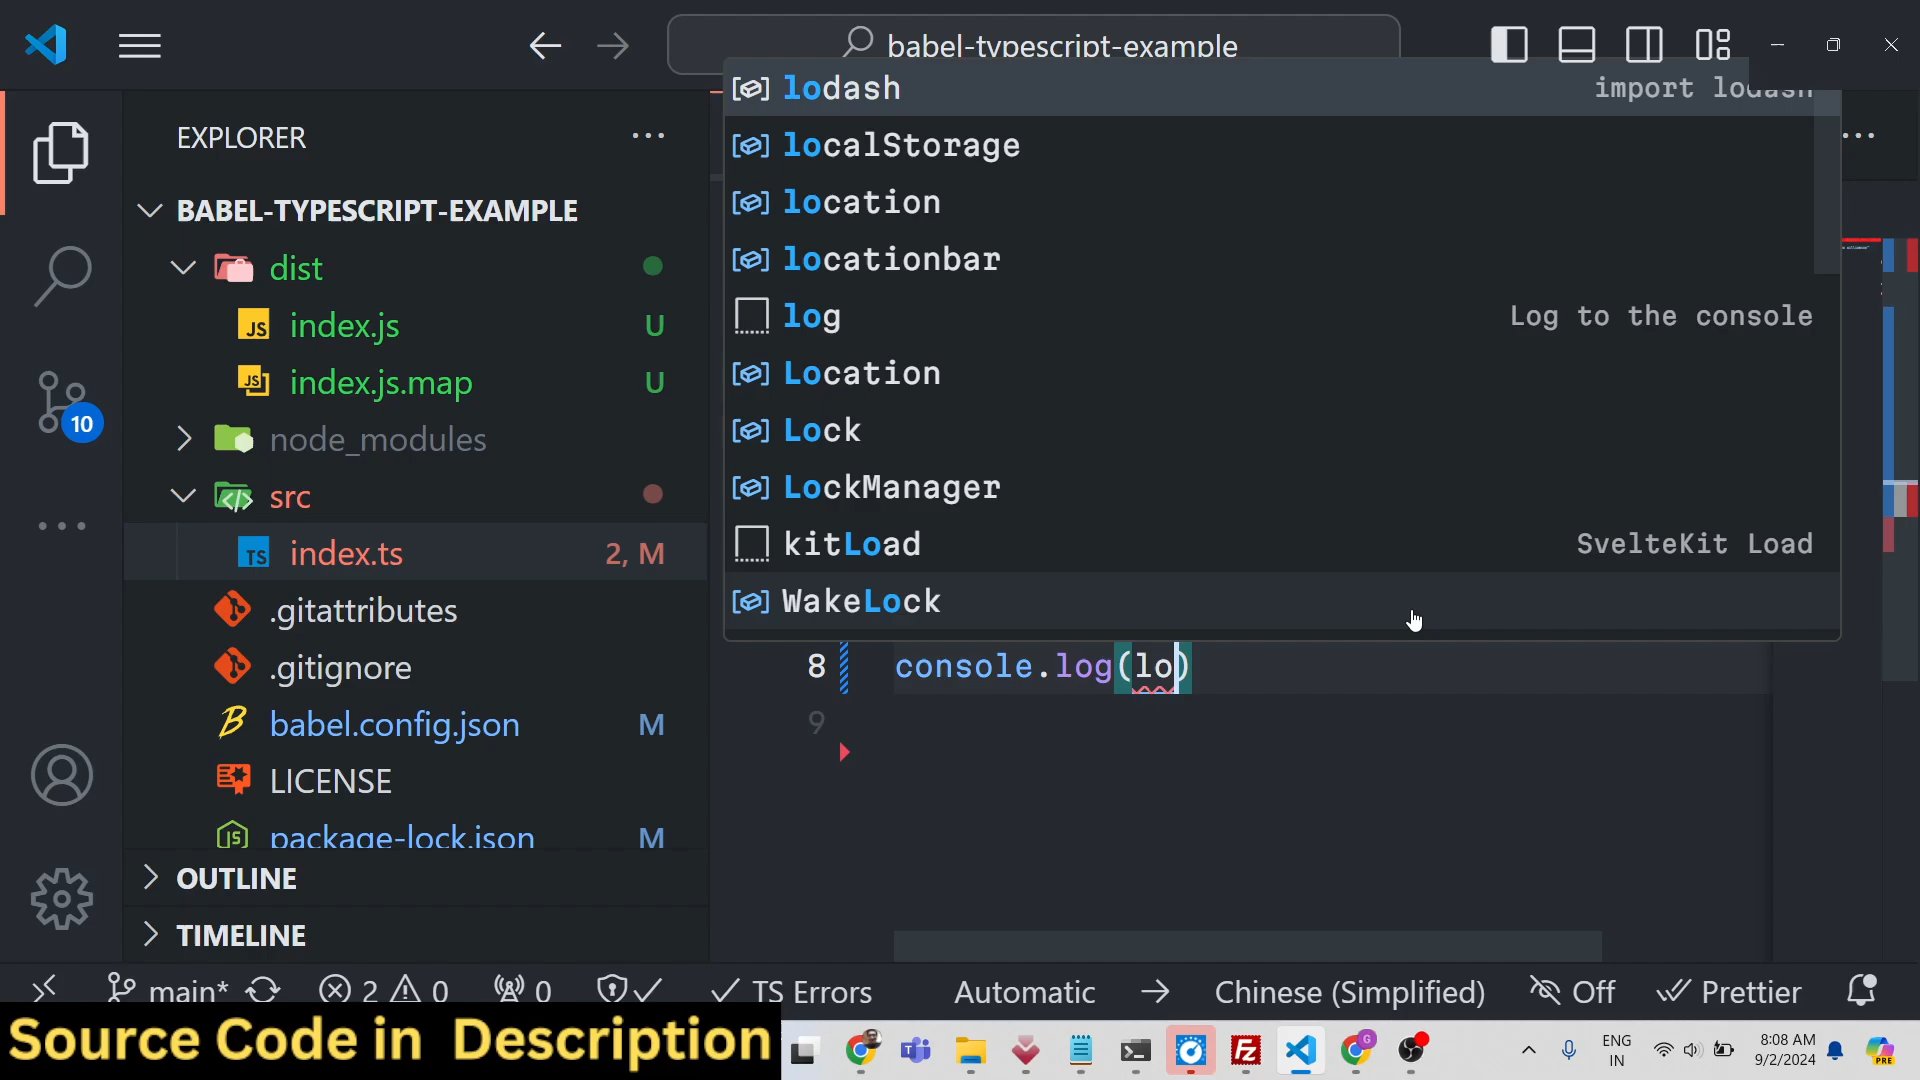 babel-typescript-example
EXPLORER
BABEL-TYPESCRIPT-EXAMPLE
dist
index.js U
index.js.map U
node_modules
src
index.ts 2, M
.gitattributes
.gitignore
babel.config.json M
LICENSE
package-lock.json M
OUTLINE
TIMELINE
10
lodash import lodash
localStorage
location
locationbar
log Log to the console
Location
Lock
LockManager
kitLoad SvelteKit Load
WakeLock
8 console.log(lo)
9
main* 2 0 0 TS Errors Automatic → Chinese (Simplified) Off Prettier
Source Code in Description
ENG
IN
8:08 AM
9/2/2024